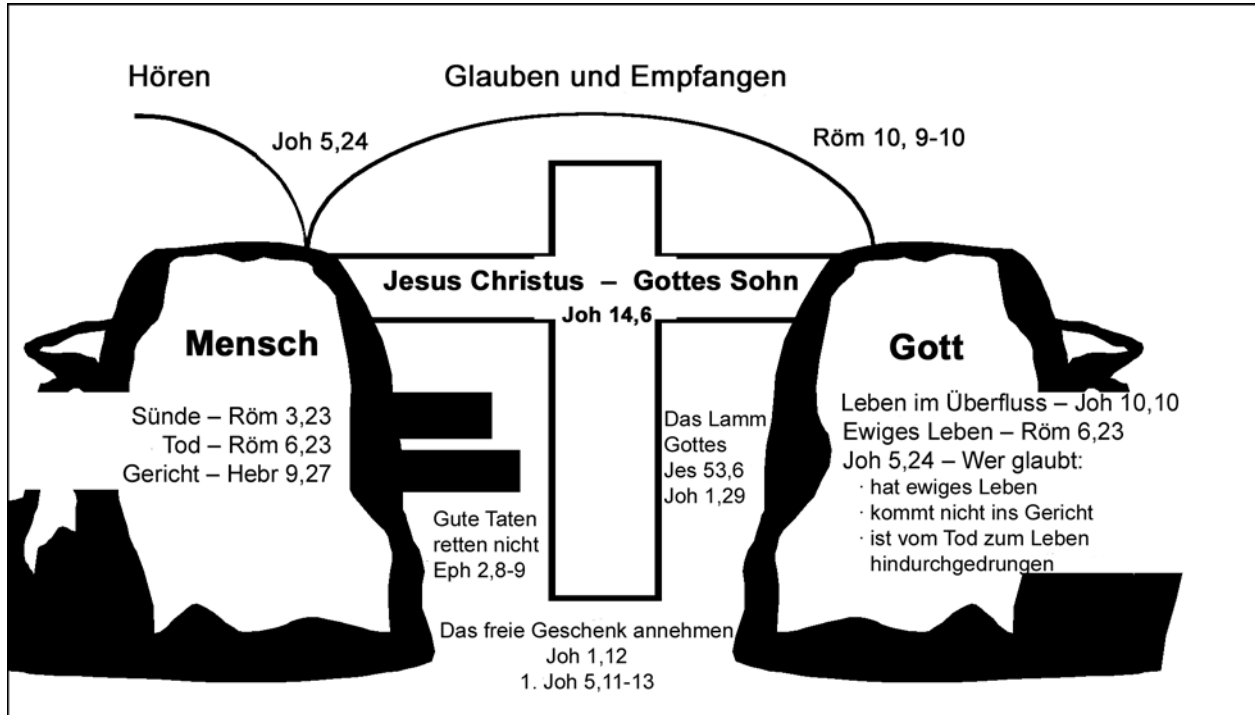 Hören
Glauben und Empfangen
Joh 5,24
Röm 10, 9-10
Jesus Christus – Gottes Sohn
Joh 14,6
Mensch
Sünde – Röm 3,23
Tod – Röm 6,23
Gericht – Hebr 9,27
Gute Taten
retten nicht
Eph 2,8-9
Das Lamm
Gottes
Jes 53,6
Joh 1,29
Gott
Leben im Überfluss – Joh 10,10
Ewiges Leben – Röm 6,23
Joh 5,24 – Wer glaubt:
· hat ewiges Leben
· kommt nicht ins Gericht
· ist vom Tod zum Leben
hindurchgedrungen
Das freie Geschenk annehmen
Joh 1,12
1. Joh 5,11-13